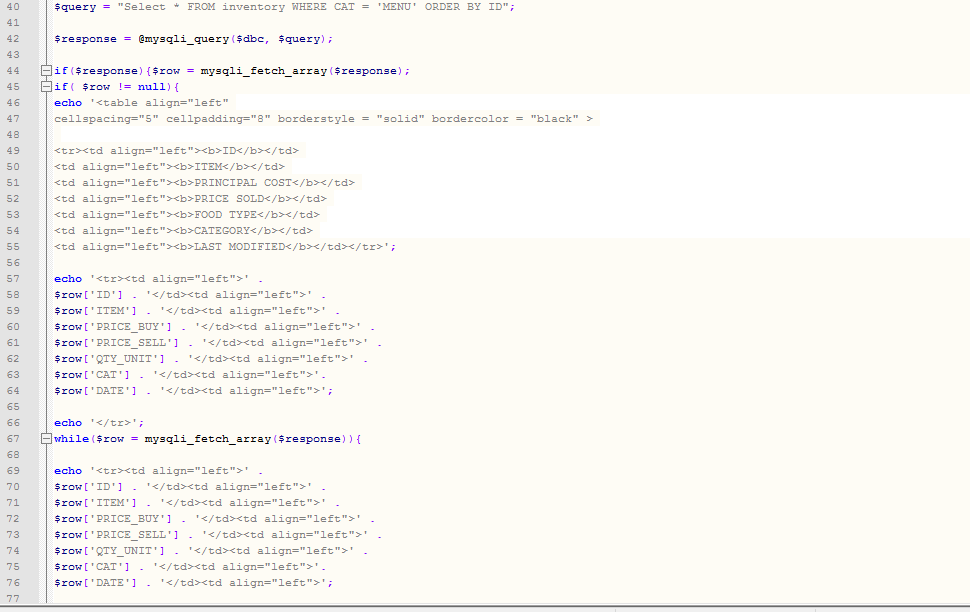 40 $query = "Select * FROM inventory WHERE CAT = 'MENU' ORDER BY ID";
41
42 $response = @mysqli_query($dbc, $query);
43
44 if($response){$row = mysqli_fetch_array($response);
45 if( $row != null){
46 echo '<table align="left"
47 cellspacing="5" cellpadding="8" borderstyle = "solid" bordercolor = "black" >
48
49 <tr><td align="left"><b>ID</b></td>
50 <td align="left"><b>ITEM</b></td>
51 <td align="left"><b>PRINCIPAL COST</b></td>
52 <td align="left"><b>PRICE SOLD</b></td>
53 <td align="left"><b>FOOD TYPE</b></td>
54 <td align="left"><b>CATEGORY</b></td>
55 <td align="left"><b>LAST MODIFIED</b></td></tr>';
56
57 echo '<tr><td align="left">' .
58 $row['ID'] . '</td><td align="left">' .
59 $row['ITEM'] . '</td><td align="left">' .
60 $row['PRICE_BUY'] . '</td><td align="left">' .
61 $row['PRICE_SELL'] . '</td><td align="left">' .
62 $row['QTY_UNIT'] . '</td><td align="left">' .
63 $row['CAT'] . '</td><td align="left">'.
64 $row['DATE'] . '</td><td align="left">';
65
66 echo '</tr>';
67 while($row = mysqli_fetch_array($response)){
68
69 echo '<tr><td align="left">' .
70 $row['ID'] . '</td><td align="left">' .
71 $row['ITEM'] . '</td><td align="left">' .
72 $row['PRICE_BUY'] . '</td><td align="left">' .
73 $row['PRICE_SELL'] . '</td><td align="left">' .
74 $row['QTY_UNIT'] . '</td><td align="left">' .
75 $row['CAT'] . '</td><td align="left">'.
76 $row['DATE'] . '</td><td align="left">';
77